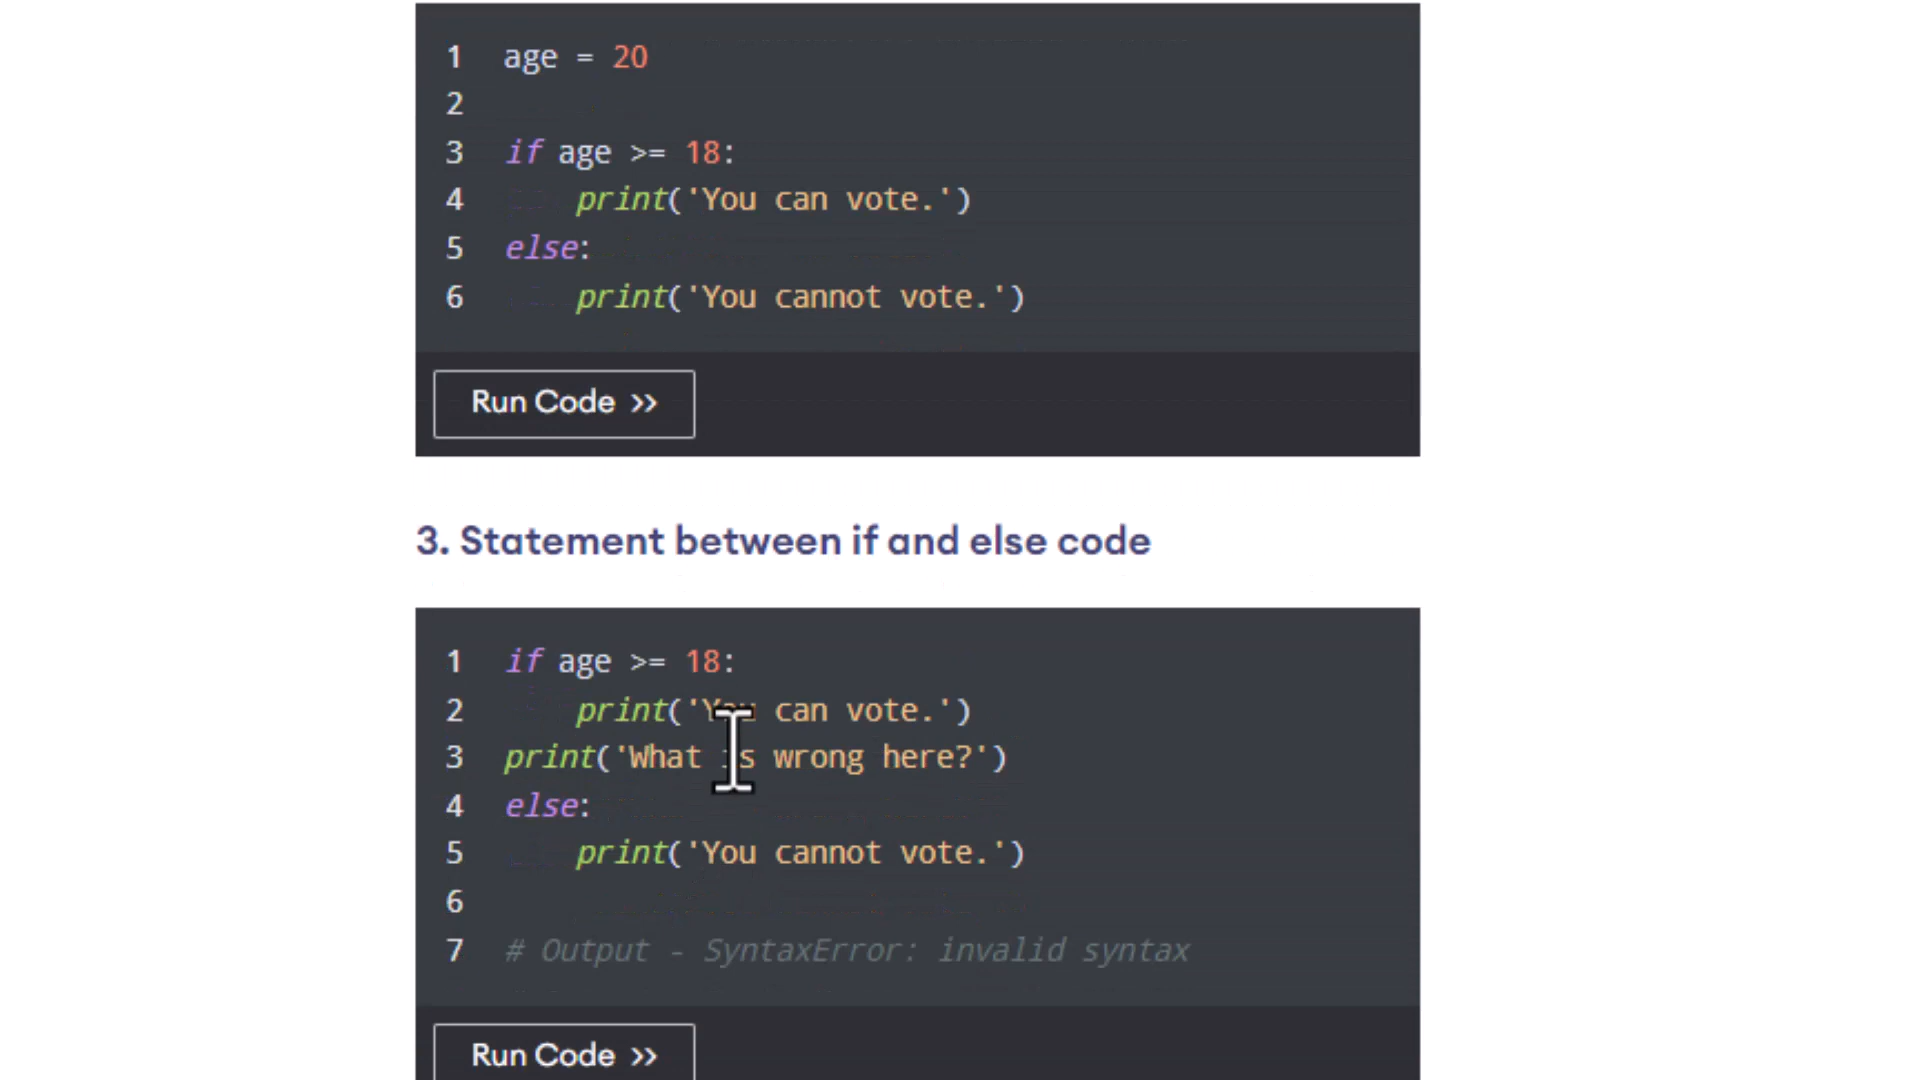 1 age = 20
2
3 if age >= 18:
4     print('You can vote.')
5 else:
6     print('You cannot vote.')
Run Code >>
3. Statement between if and else code
1 if age >= 18:
2     print('You can vote.')
3 print('What is wrong here?')
4 else:
5     print('You cannot vote.')
6
7 # Output - SyntaxError: invalid syntax
Run Code >>